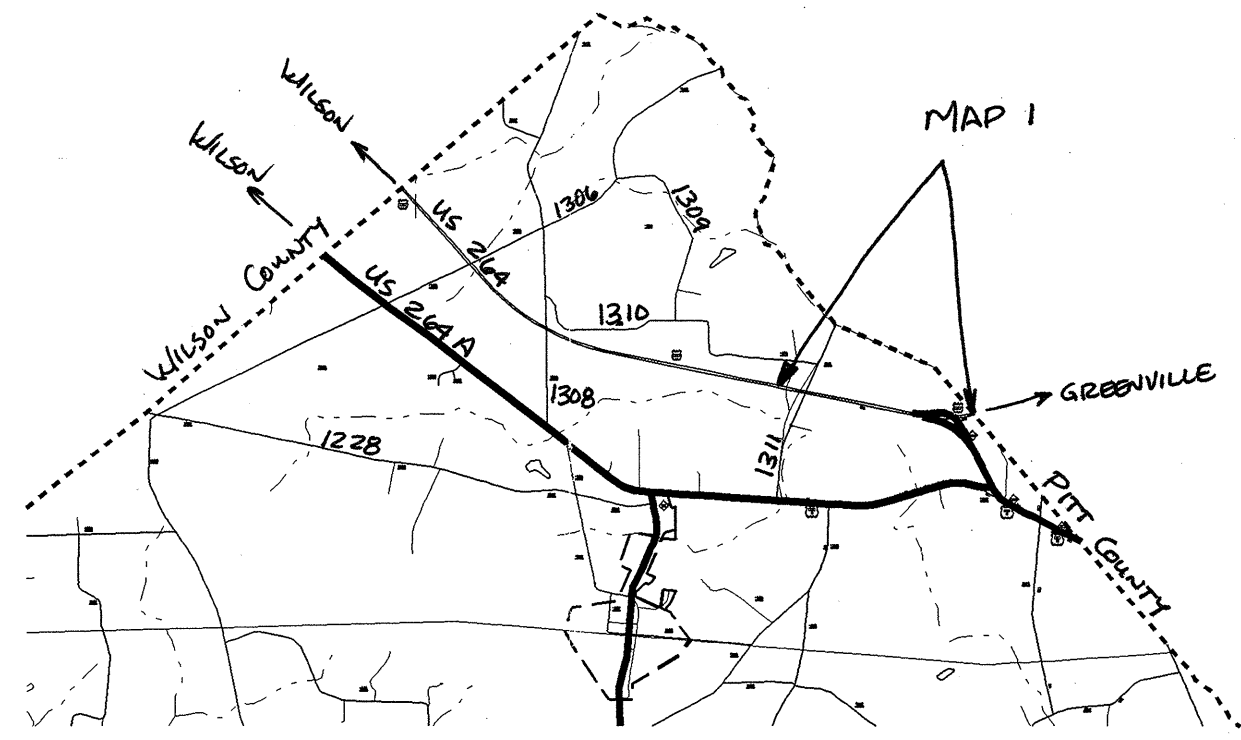 WILSON
WILSON
MAP 1
WILSON COUNTY
US 264
1306
1309
US 264A
1310
1308
GREENVILLE
1228
1311
PITT COUNTY